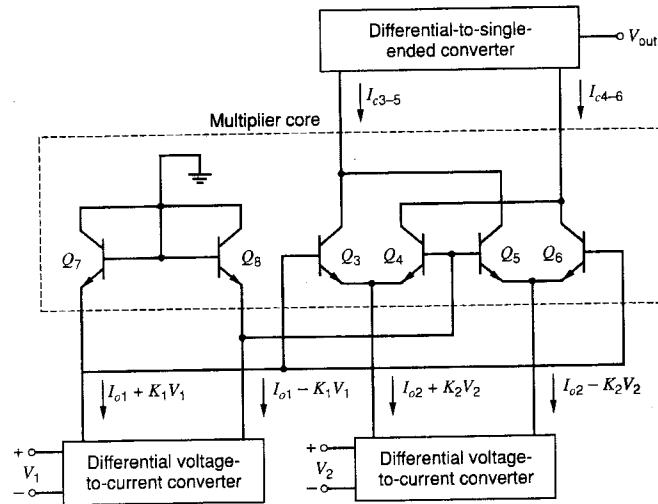 Differential-to-single-
ended converter
V_out
I_c3–5
I_c4–6
Multiplier core
Q_7
Q_8
Q_3
Q_4
Q_5
Q_6
I_o1 + K_1V_1
I_o1 − K_1V_1
I_o2 + K_2V_2
I_o2 − K_2V_2
+
V_1
−
Differential voltage-
to-current converter
+
V_2
−
Differential voltage-
to-current converter